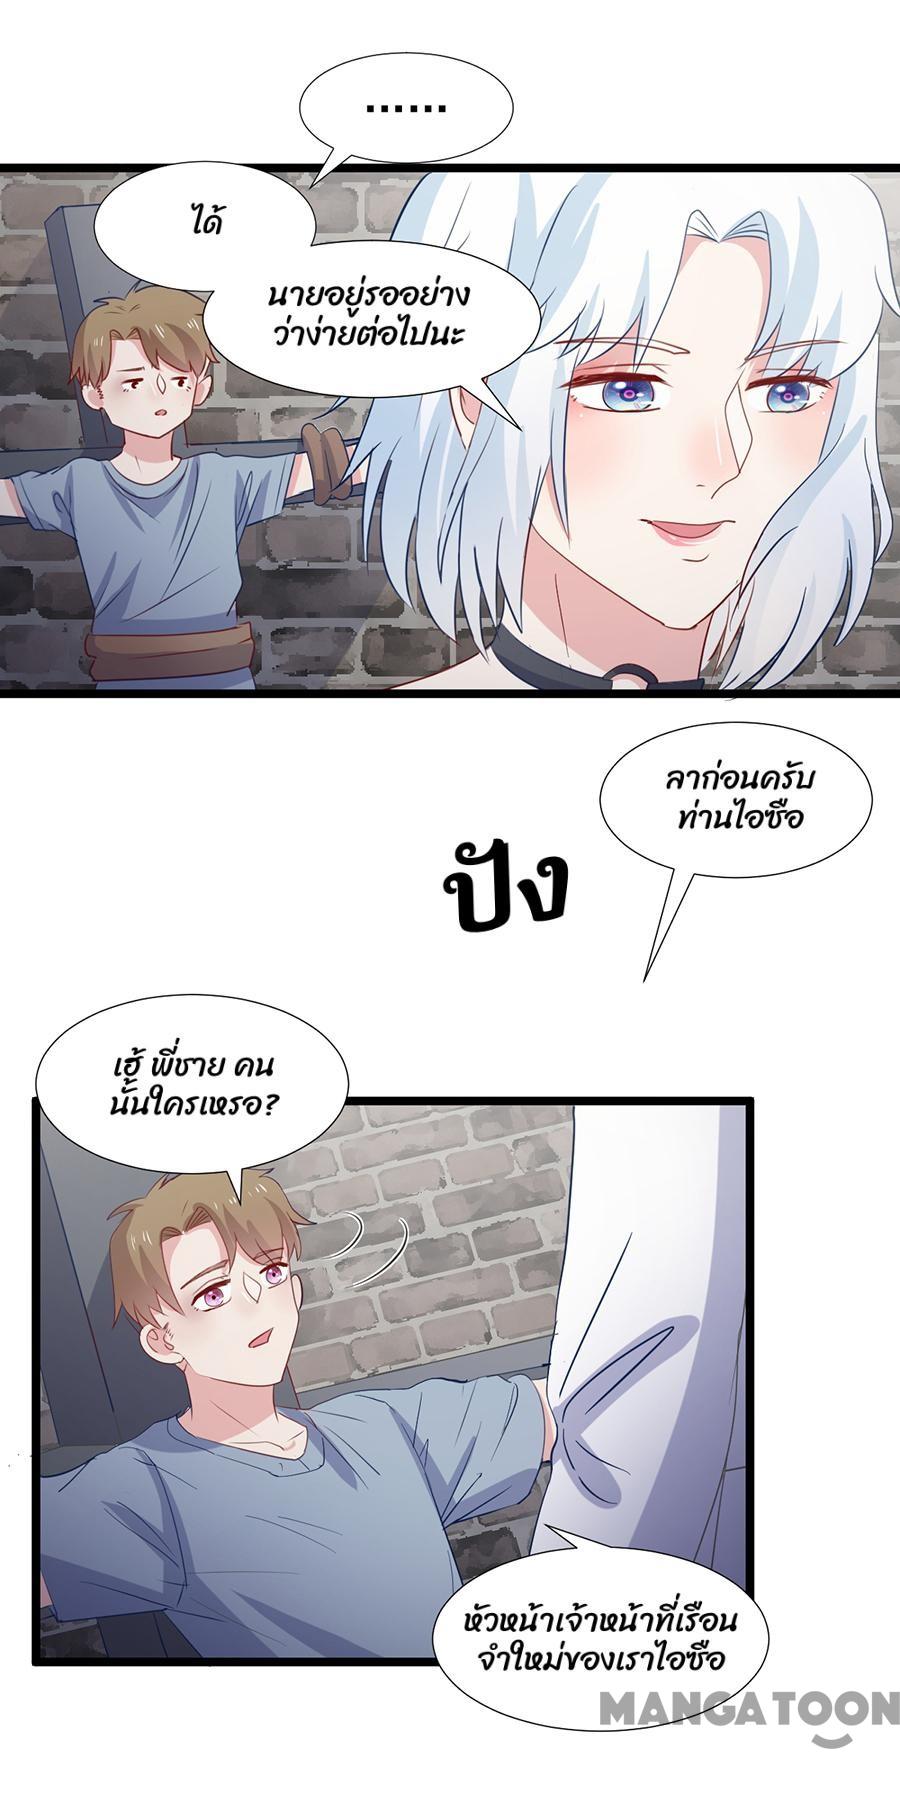 ......
ได้
นายอยู่รออย่าง
ว่าง่ายต่อไปนะ
ลาก่อนครับ
ท่านไอซือ
ปัง
เฮ้ พี่ชาย คน
นั้นใครเหรอ?
หัวหน้าเจ้าหน้าที่เรือน
จำใหม่ของเราไอซือ
MANGATOON